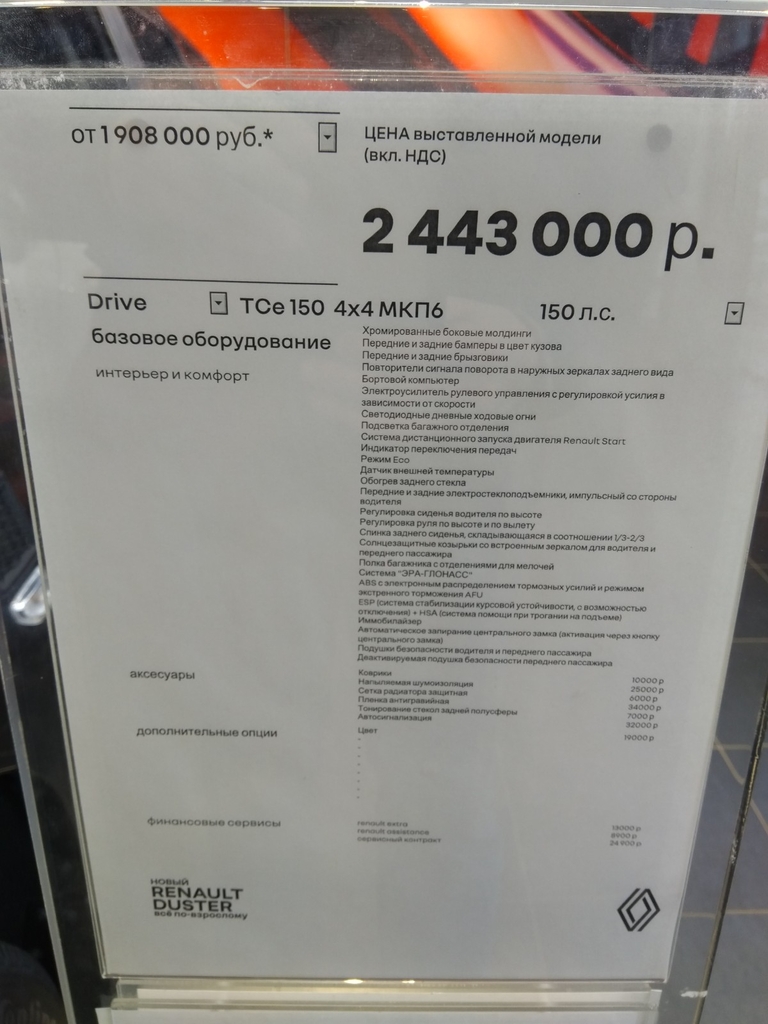 от 1 908 000 руб.*
ЦЕНА выставленной модели
(вкл. НДС)
2 443 000 р.
Drive TCe 150 4x4 МКП6 150 л.с.
базовое оборудование
интерьер и комфорт
Хромированные боковые молдинги
Передние и задние бамперы в цвет кузова
Передние и задние брызговики
Повторители сигнала поворота в наружных зеркалах заднего вида
Бортовой компьютер
Электроусилитель рулевого управления с регулировкой усилия в
зависимости от скорости
Светодиодные дневные ходовые огни
Подсветка багажного отделения
Система дистанционного запуска двигателя Renault Start
Индикатор переключения передач
Режим Eco
Датчик внешней температуры
Обогрев заднего стекла
Передние и задние электростеклоподъемники, импульсный со стороны
водителя
Регулировка сиденья водителя по высоте
Регулировка руля по высоте и по вылету
Спинка заднего сиденья, складывающаяся в соотношении 1/3-2/3
Солнцезащитные козырьки со встроенным зеркалом для водителя и
переднего пассажира
Полка багажника с отделениями для мелочей
Система "ЭРА-ГЛОНАСС"
ABS с электронным распределением тормозных усилий и режимом
экстренного торможения AFU
ESP (система стабилизации курсовой устойчивости, с возможностью
отключения) + HSA (система помощи при трогании на подъеме)
Иммобилайзер
Автоматическое запирание центрального замка (активация через кнопку
центрального замка)
Подушки безопасности водителя и переднего пассажира
Деактивируемая подушка безопасности переднего пассажира
аксесуары
Коврики 10000 р
Напыляемая шумоизоляция 25000 р
Сетка радиатора защитная 6000 р
Пленка антигравийная 34000 р
Тонирование стекол задней полусферы 7000 р
Автосигнализация 32000 р
дополнительные опции
Цвет 19000 р
-
-
-
-
-
-
-
финансовые сервисы
renault extra 13000 р
renault assistance 8900 р
сервисный контракт 24 900 р
НОВЫЙ
RENAULT
DUSTER
всё по-взрослому